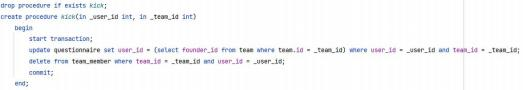 drop procedure if exists kick;
create procedure kick(in _user_id int, in _team_id int)
begin
start transaction;
update questionnaire set user_id = (select founder_id from team where team.id = _team_id) where user_id = _user_id and team_id = _team_id;
delete from team_member where team_id = _team_id and user_id = _user_id;
commit;
end;